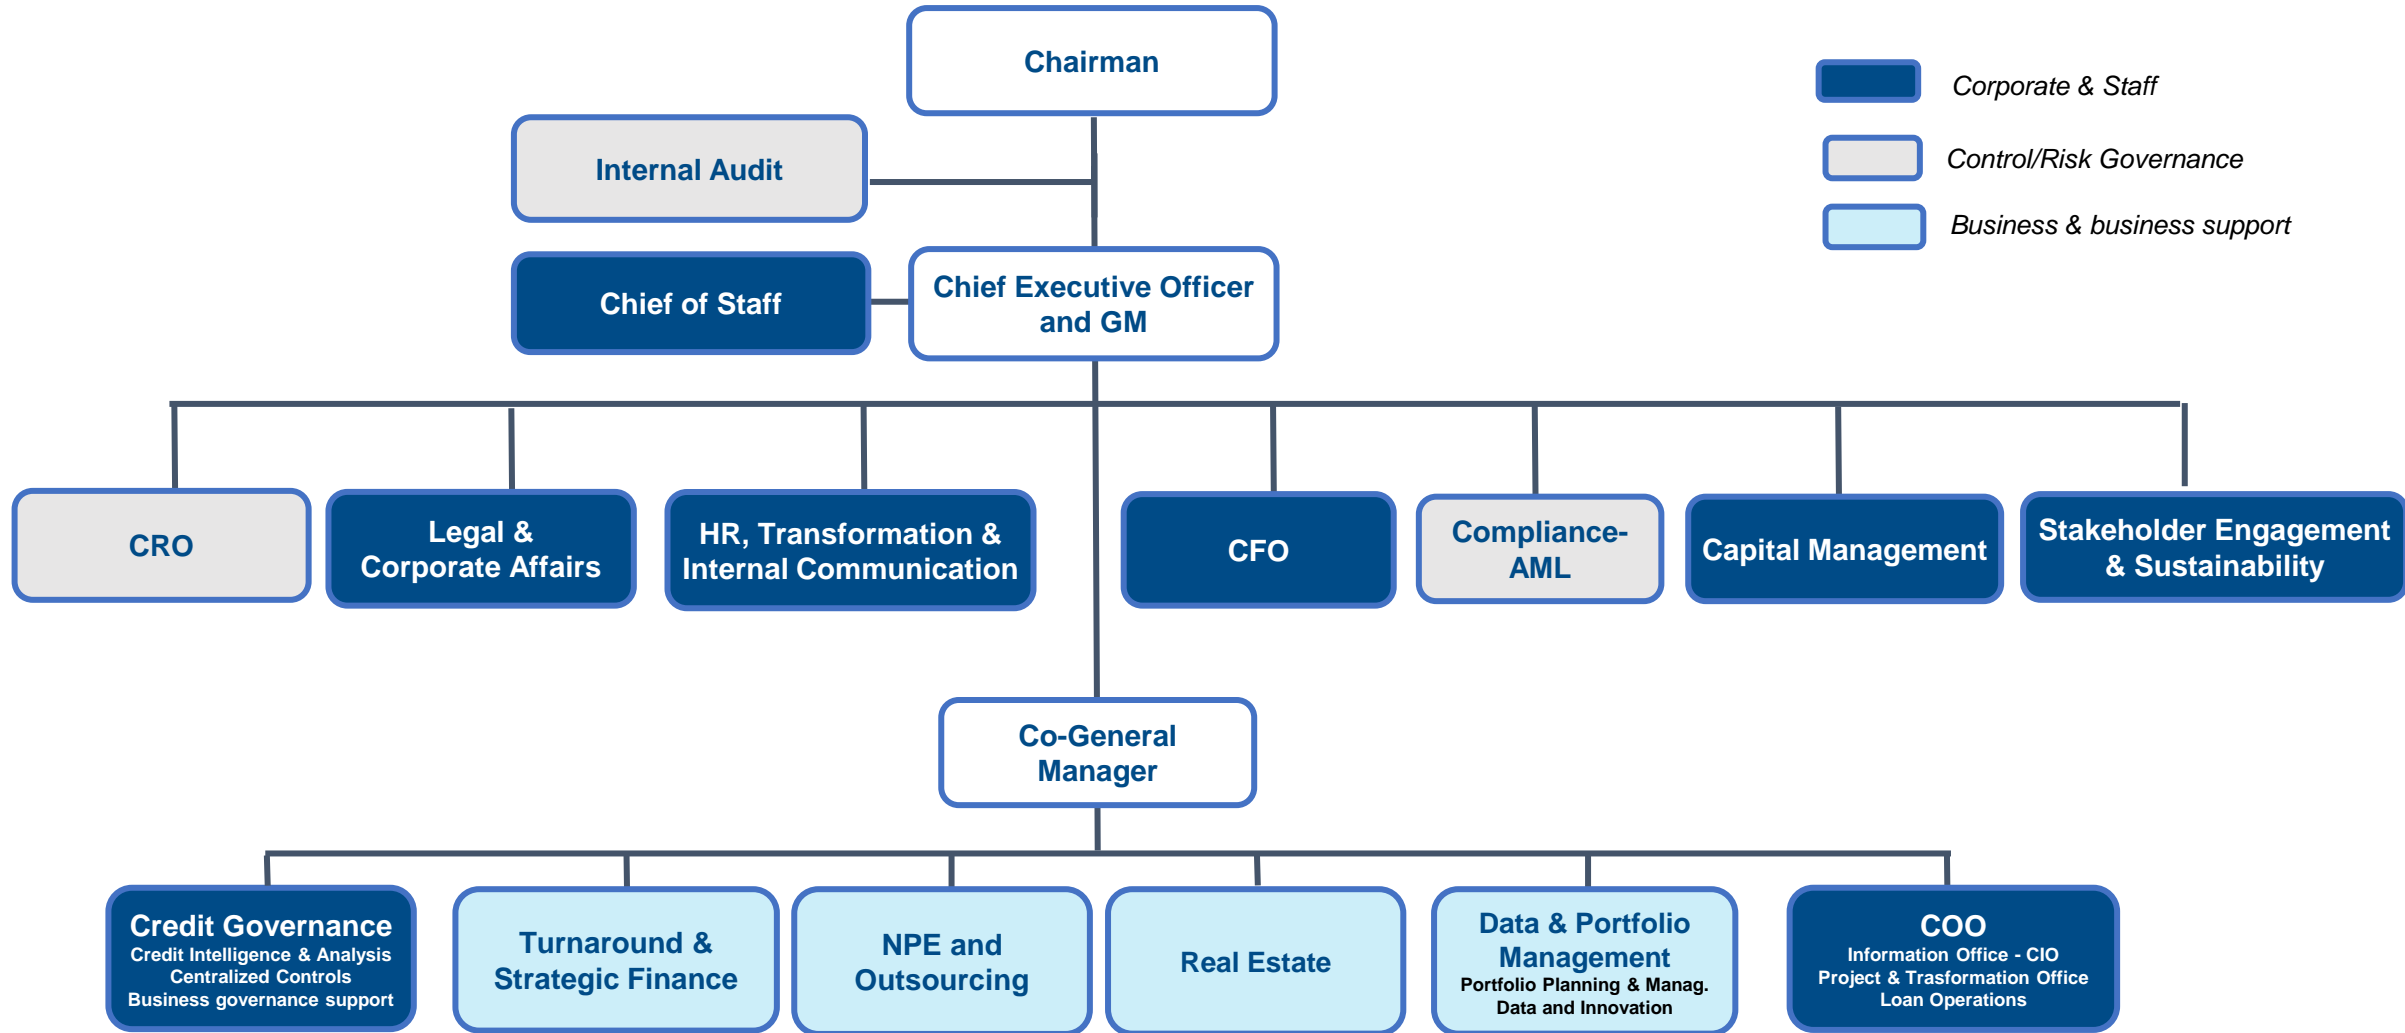 Chairman
Corporate & Staff
Internal Audit
Control/Risk Governance
Business & business support
Chief of Staff
Chief Executive Officer
and GM
CRO
Legal &
Corporate Affairs
HR, Transformation &
Internal Communication
CFO
Compliance-
AML
Capital Management
Stakeholder Engagement
& Sustainability
Co-General
Manager
Credit Governance
Credit Intelligence & Analysis
Centralized Controls
Business governance support
Turnaround &
Strategic Finance
NPE and
Outsourcing
Real Estate
Data & Portfolio
Management
Portfolio Planning & Manag.
Data and Innovation
COO
Information Office - CIO
Project & Trasformation Office
Loan Operations